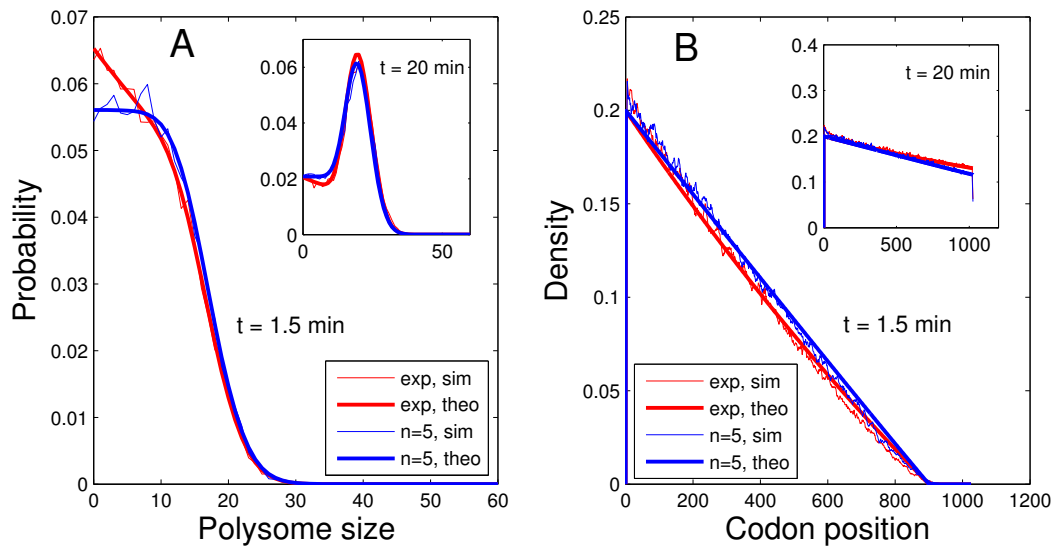 A
Probability
0.07
0.06
0.05
0.04
0.03
0.02
0.01
0
0 10 20 30 40 50 60
Polysome size
t = 1.5 min
exp, sim
exp, theo
n=5, sim
n=5, theo
t = 20 min
0.06
0.04
0.02
0
0 50
B
Density
0.25
0.2
0.15
0.1
0.05
0
0 200 400 600 800 1000 1200
Codon position
t = 1.5 min
exp, sim
exp, theo
n=5, sim
n=5, theo
t = 20 min
0.4
0.3
0.2
0.1
0
0 500 1000